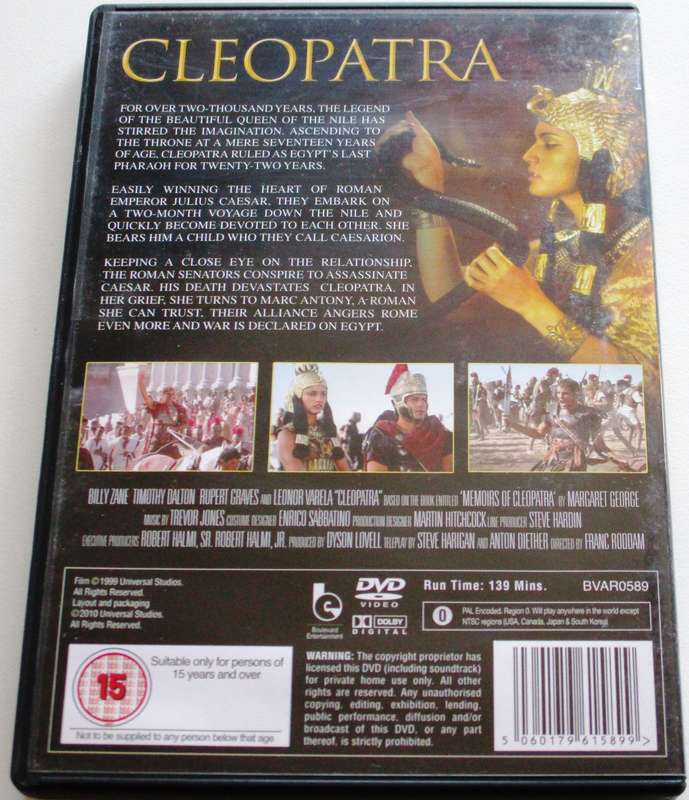 CLEOPATRA
FOR OVER TWO-THOUSAND YEARS, THE LEGEND
OF THE BEAUTIFUL QUEEN OF THE NILE HAS
STIRRED THE IMAGINATION. ASCENDING TO
THE THRONE AT A MERE SEVENTEEN YEARS
OF AGE, CLEOPATRA RULED AS EGYPT'S LAST
PHARAOH FOR TWENTY-TWO YEARS.
EASILY WINNING THE HEART OF ROMAN
EMPEROR JULIUS CAESAR, THEY EMBARK ON
A TWO-MONTH VOYAGE DOWN THE NILE AND
QUICKLY BECOME DEVOTED TO EACH OTHER. SHE
BEARS HIM A CHILD WHO THEY CALL CAESARION.
KEEPING A CLOSE EYE ON THE RELATIONSHIP,
THE ROMAN SENATORS CONSPIRE TO ASSASSINATE
CAESAR. HIS DEATH DEVASTATES CLEOPATRA. IN
HER GRIEF, SHE TURNS TO MARC ANTONY, A ROMAN
SHE CAN TRUST. THEIR ALLIANCE ANGERS ROME
EVEN MORE AND WAR IS DECLARED ON EGYPT.
BILLY ZANE TIMOTHY DALTON RUPERT GRAVES AND LEONOR VARELA "CLEOPATRA" BASED ON THE BOOK ENTITLED 'MEMOIRS OF CLEOPATRA' BY MARGARET GEORGE
MUSIC BY TREVOR JONES COSTUME DESIGNER ENRICO SABBATINO PRODUCTION DESIGNER MARTIN HITCHCOCK LINE PRODUCER STEVE HARDIN
EXECUTIVE PRODUCERS ROBERT HALMI, SR. ROBERT HALMI, JR. PRODUCED BY DYSON LOVELL TELEPLAY BY STEVE HARIGAN AND ANTON DIETHER DIRECTED BY FRANC RODDAM
Film © 1999 Universal Studios.
All Rights Reserved.
Layout and packaging
©2010 Universal Studios.
All Rights Reserved.
Boulevard
Entertainment
DVD
VIDEO
DOLBY
DIGITAL
Run Time: 139 Mins.
BVAR0589
0
PAL Encoded. Region 0. Will play anywhere in the world except
NTSC regions (USA, Canada, Japan & South Korea)
15
Suitable only for persons of
15 years and over
Not to be supplied to any person below that age
WARNING: The copyright proprietor has
licensed this DVD (including soundtrack)
for private home use only. All other
rights are reserved. Any unauthorised
copying, editing, exhibition, lending,
public performance, diffusion and/or
broadcast of this DVD, or any part
thereof, is strictly prohibited.
5 060179 615899 >